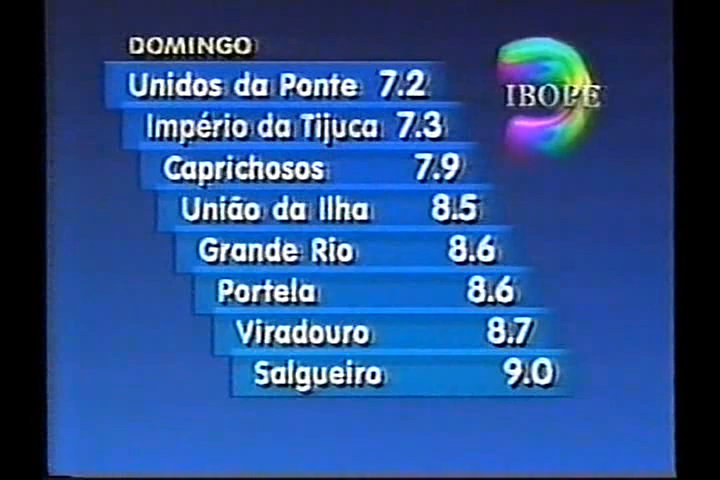 DOMINGO
IBOPE
Unidos da Ponte 7.2
Império da Tijuca 7.3
Caprichosos 7.9
União da Ilha 8.5
Grande Rio 8.6
Portela 8.6
Viradouro 8.7
Salgueiro 9.0